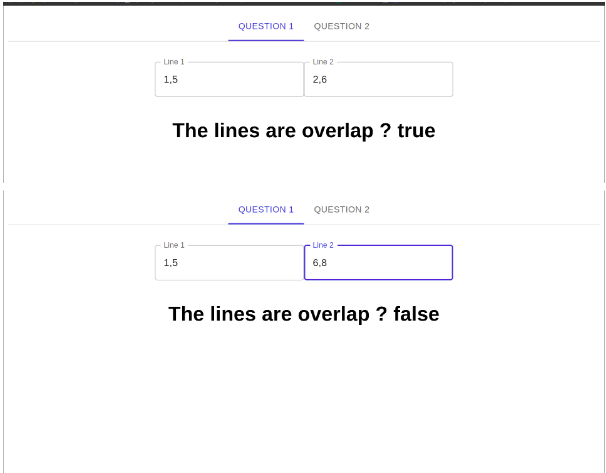 QUESTION 1 QUESTION 2
Line 1 Line 2
1,5 2,6
The lines are overlap ? true
QUESTION 1 QUESTION 2
Line 1 Line 2
1,5 6,8
The lines are overlap ? false